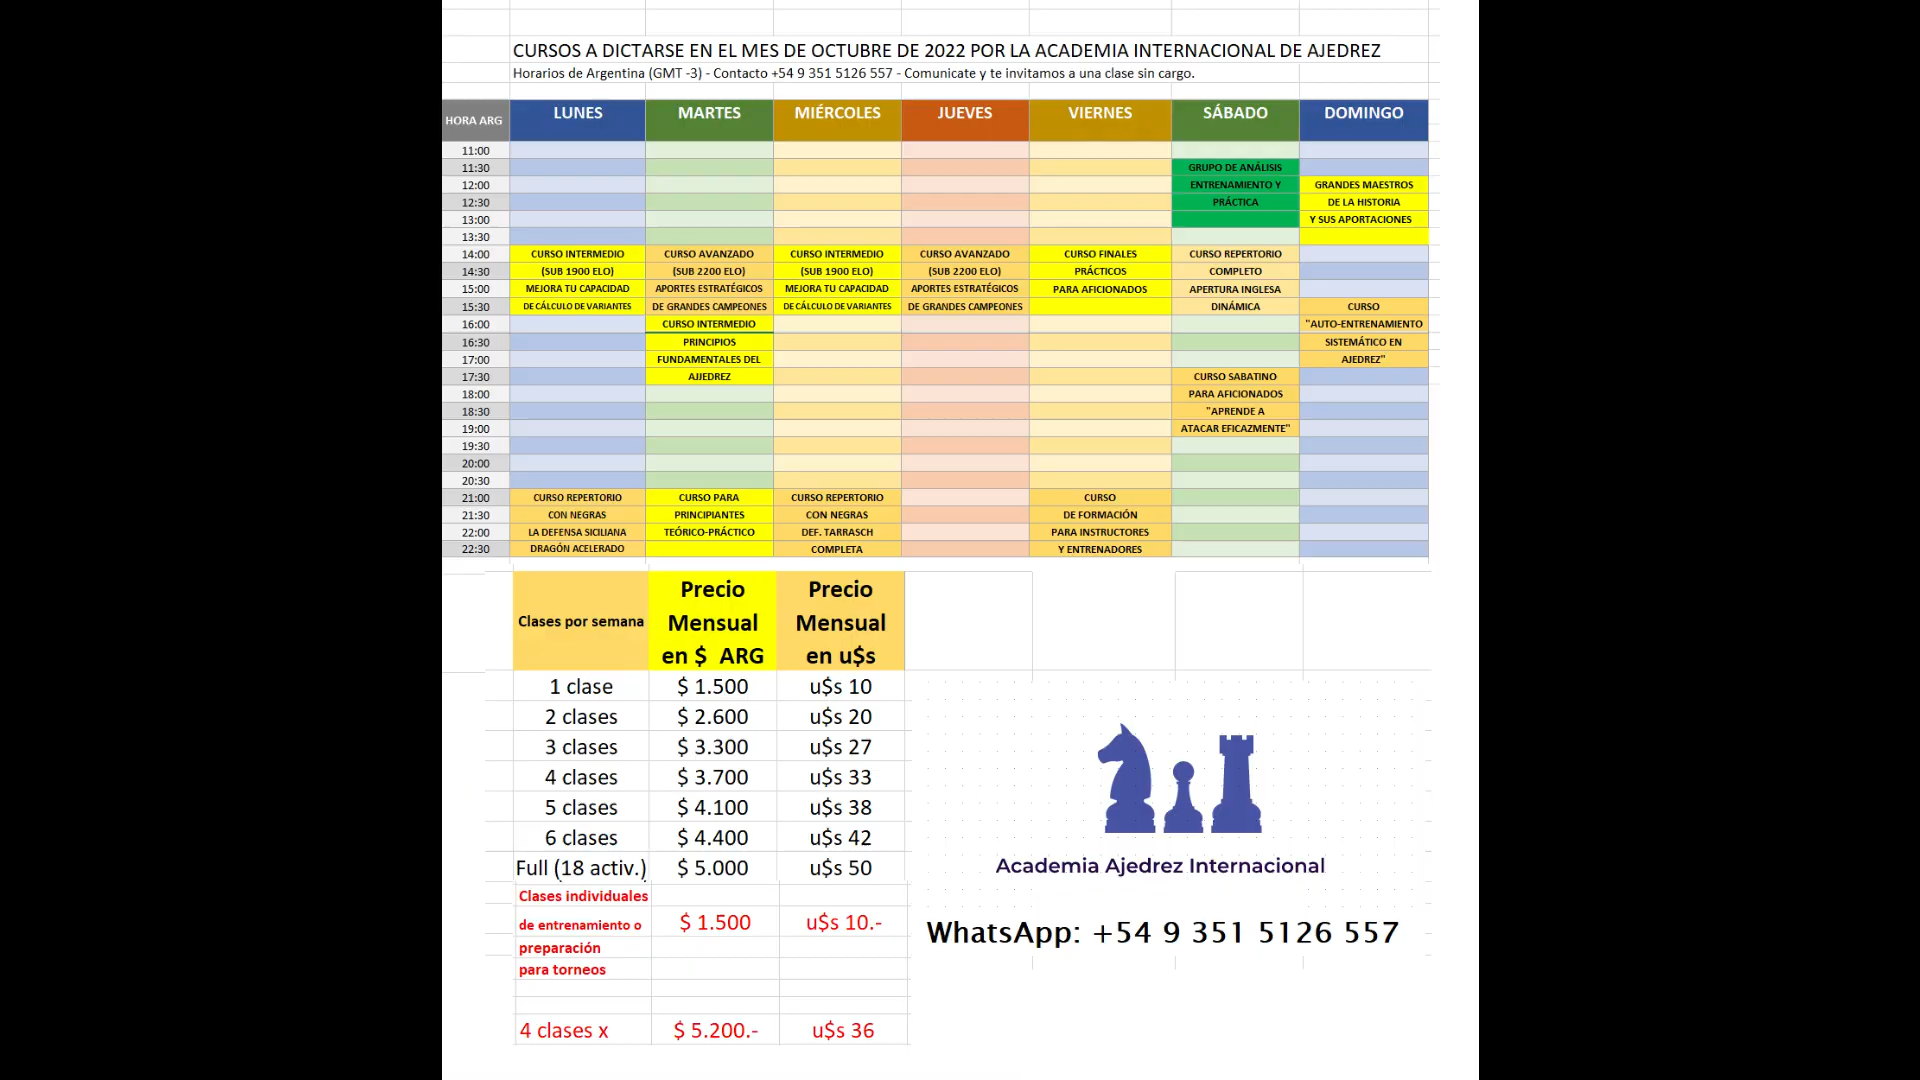 CURSOS A DICTARSE EN EL MES DE OCTUBRE DE 2022 POR LA ACADEMIA INTERNACIONAL DE AJEDREZ
Horarios de Argentina (GMT -3) - Contacto +54 9 351 5126 557 - Comunicate y te invitamos a una clase sin cargo.
HORA ARG LUNES MARTES MIÉRCOLES JUEVES VIERNES SÁBADO DOMINGO
11:00
11:30 GRUPO DE ANÁLISIS
12:00 ENTRENAMIENTO Y GRANDES MAESTROS
12:30 PRÁCTICA DE LA HISTORIA
13:00 Y SUS APORTACIONES
13:30
14:00 CURSO INTERMEDIO CURSO AVANZADO CURSO INTERMEDIO CURSO AVANZADO CURSO FINALES CURSO REPERTORIO
14:30 (SUB 1900 ELO) (SUB 2200 ELO) (SUB 1900 ELO) (SUB 2200 ELO) PRÁCTICOS COMPLETO
15:00 MEJORA TU CAPACIDAD APORTES ESTRATÉGICOS MEJORA TU CAPACIDAD APORTES ESTRATÉGICOS PARA AFICIONADOS APERTURA INGLESA
15:30 DE CÁLCULO DE VARIANTES DE GRANDES CAMPEONES DE CÁLCULO DE VARIANTES DE GRANDES CAMPEONES DINÁMICA CURSO
16:00 CURSO INTERMEDIO "AUTO-ENTRENAMIENTO
16:30 PRINCIPIOS SISTEMÁTICO EN
17:00 FUNDAMENTALES DEL AJEDREZ"
17:30 AJJEDREZ CURSO SABATINO
18:00 PARA AFICIONADOS
18:30 "APRENDE A
19:00 ATACAR EFICAZMENTE"
19:30
20:00
20:30
21:00 CURSO REPERTORIO CURSO PARA CURSO REPERTORIO CURSO
21:30 CON NEGRAS PRINCIPIANTES CON NEGRAS DE FORMACIÓN
22:00 LA DEFENSA SICILIANA TEÓRICO-PRÁCTICO DEF. TARRASCH PARA INSTRUCTORES
22:30 DRAGÓN ACELERADO COMPLETA Y ENTRENADORES
Clases por semana
Precio Mensual en $ ARG
Precio Mensual en u$s
1 clase $ 1.500 u$s 10
2 clases $ 2.600 u$s 20
3 clases $ 3.300 u$s 27
4 clases $ 3.700 u$s 33
5 clases $ 4.100 u$s 38
6 clases $ 4.400 u$s 42
Full (18 activ.) $ 5.000 u$s 50
Clases individuales
de entrenamiento o $ 1.500 u$s 10.-
preparación
para torneos
4 clases x $ 5.200.- u$s 36
Academia Ajedrez Internacional
WhatsApp: +54 9 351 5126 557